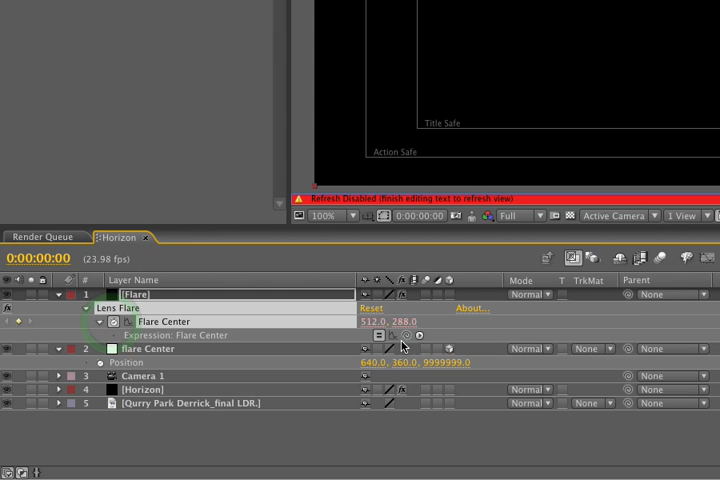 Title Safe
Action Safe
Refresh Disabled (finish editing text to refresh view)
100% 0:00:00:00 Full Active Camera 1 View
Render Queue Horizon
0:00:00:00 (23.98 fps)
# Layer Name Mode T TrkMat Parent
1 [Flare] Normal None
fx Lens Flare Reset About...
Flare Center 512.0, 288.0
Expression: Flare Center
2 flare Center Normal None None
Position 640.0, 360.0, 9999999.0
3 Camera 1 None
4 [Horizon] Normal None None
5 [Qurry Park Derrick_final LDR.] Normal None None